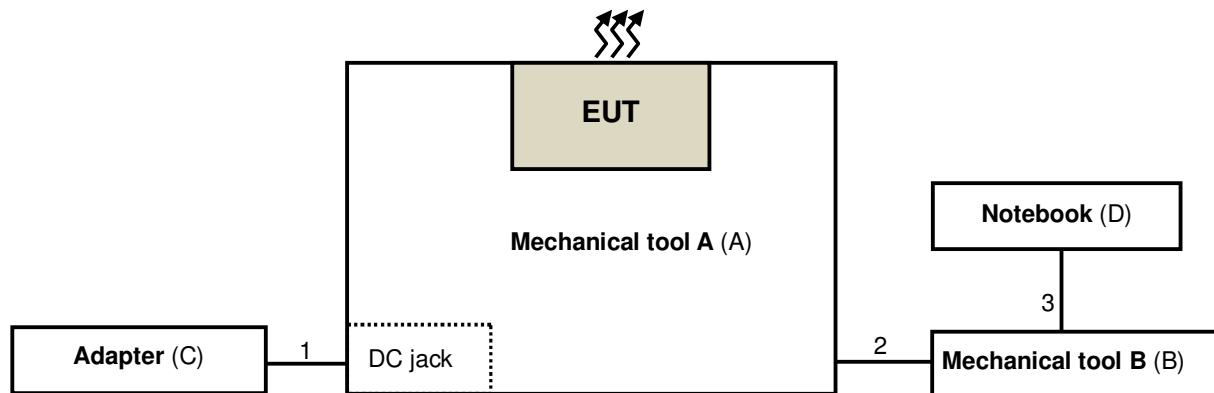 EUT
Notebook (D)
Mechanical tool A (A)
3
Adapter (C)
1
DC jack
2
Mechanical tool B (B)